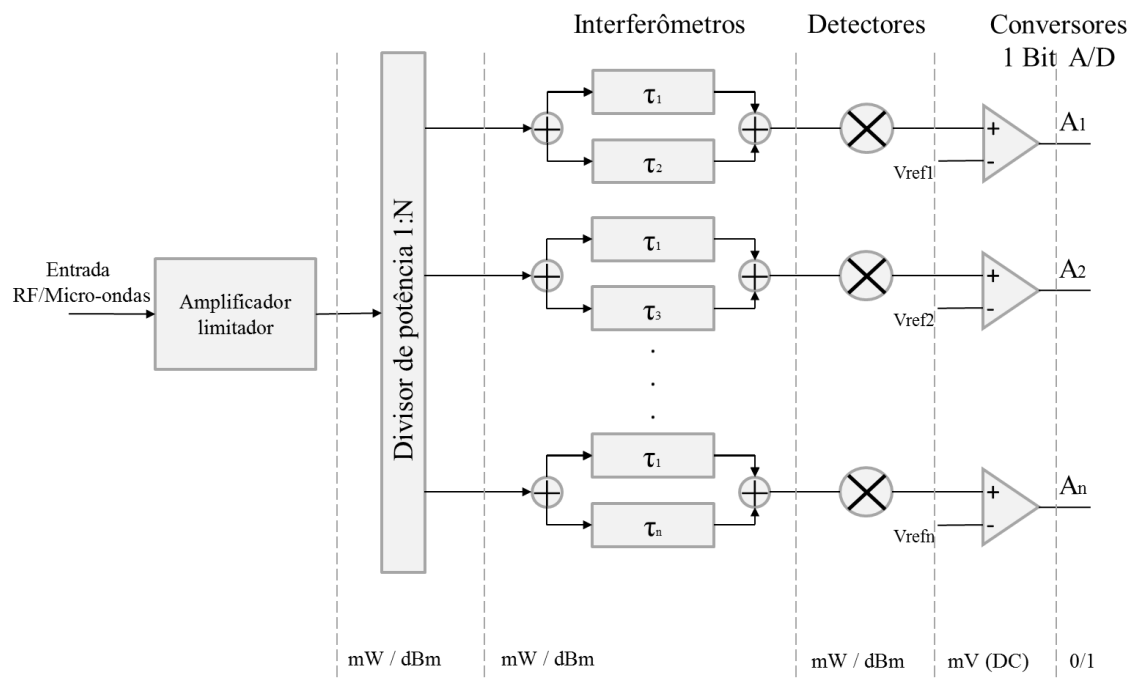 Interferômetros
Detectores
Conversores
1 Bit A/D
τ1
τ2
+
-
Vref1
A1
τ1
τ3
+
-
Vref2
A2
Entrada
RF/Micro-ondas
Amplificador
limitador
Divisor de potência 1:N
.
.
.
τ1
τn
+
-
Vrefn
An
mW / dBm
mW / dBm
mW / dBm
mV (DC)
0/1